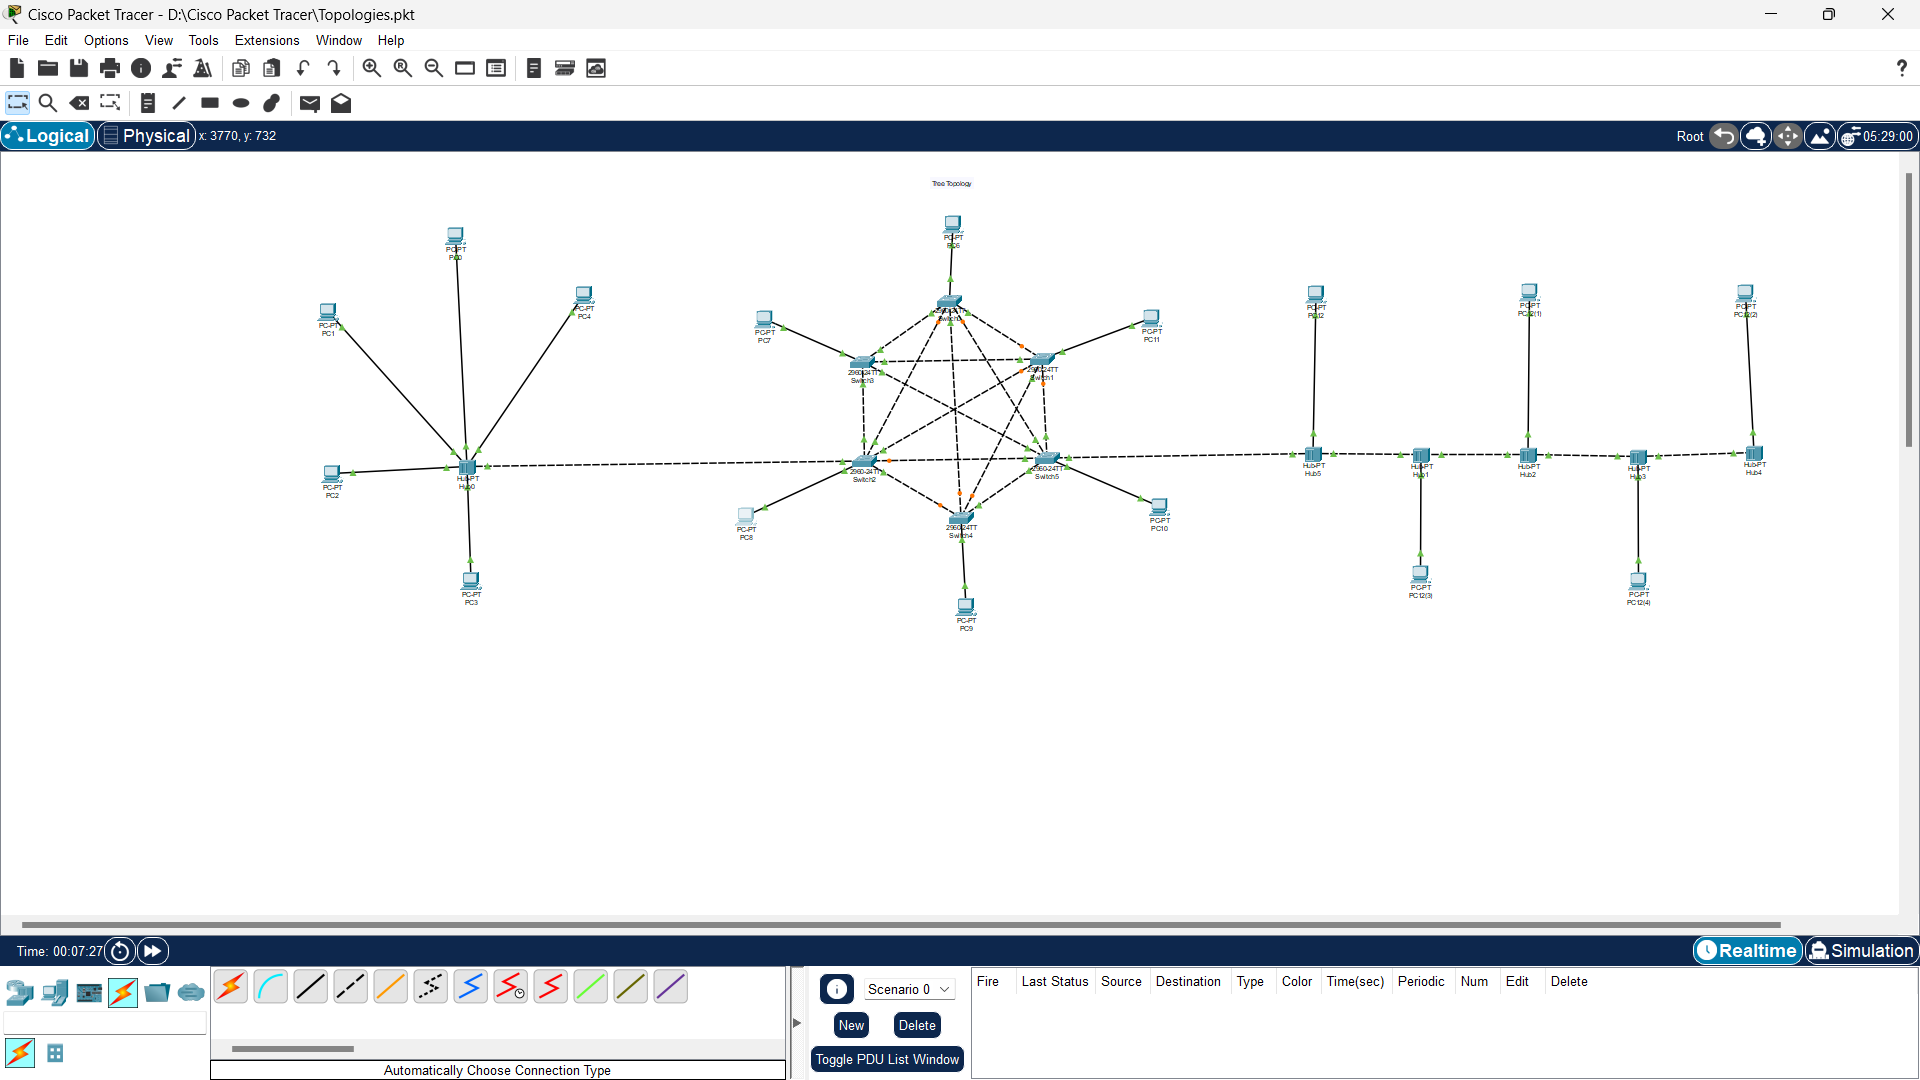 Cisco Packet Tracer - D:\Cisco Packet Tracer\Topologies.pkt
File Edit Options View Tools Extensions Window Help
?
Logical Physical x: 3770, y: 732 Root 05:29:00
Tree Topology
PC-PT
PC0
PC-PT
PC1
PC-PT
PC4
PC-PT
PC2
Hub-PT
Hub0
PC-PT
PC3
PC-PT
PC6
PC-PT
PC7
PC-PT
PC11
2960-24TT
2960-24TT
Switch3
2960-24TT
Switch1
2960-24TT
Switch2
2960-24TT
Switch5
2960-24TT
Switch4
PC-PT
PC8
PC-PT
PC10
PC-PT
PC9
PC-PT
PC12
PC-PT
PC12(1)
PC-PT
PC12(2)
Hub-PT
Hub5
Hub-PT
Hub1
Hub-PT
Hub2
Hub-PT
Hub3
Hub-PT
Hub4
PC-PT
PC12(3)
PC-PT
PC12(4)
Time: 00:07:27 Realtime Simulation
Scenario 0
New Delete
Toggle PDU List Window
Fire Last Status Source Destination Type Color Time(sec) Periodic Num Edit Delete
Automatically Choose Connection Type